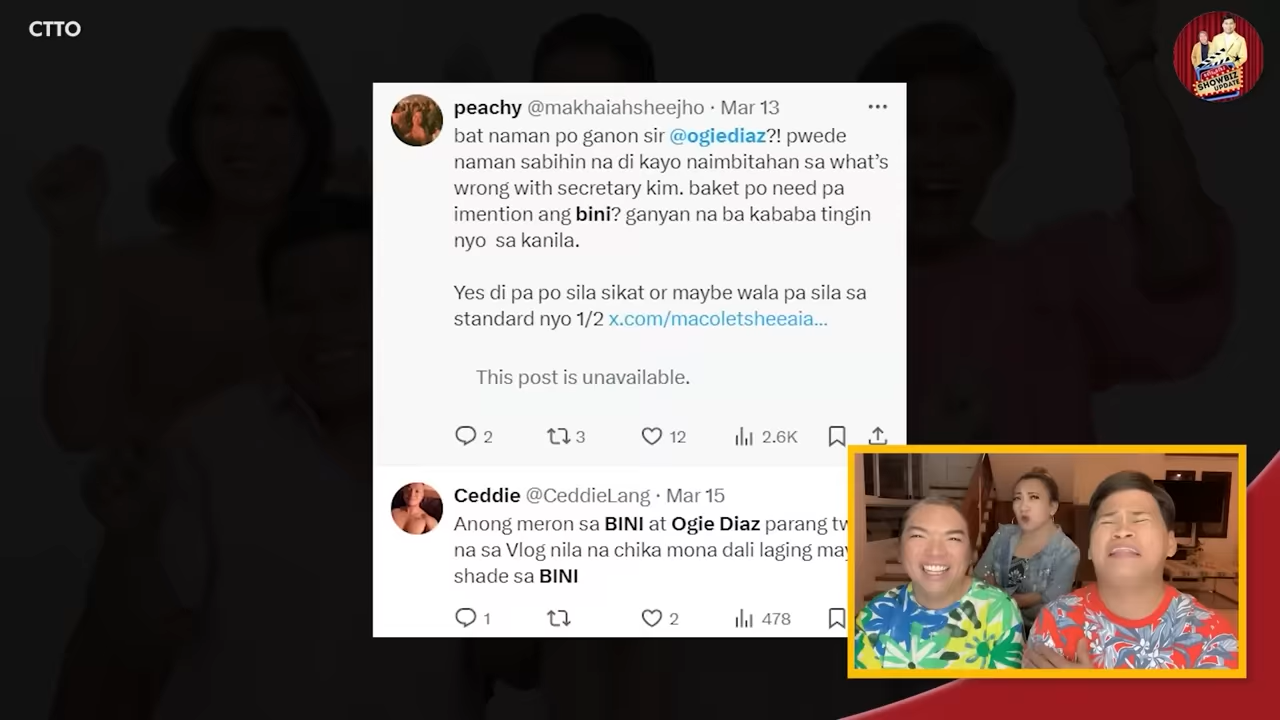 CTTO
SHOWBIZ
UPDATE
peachy @makhaiahsheejho · Mar 13
bat naman po ganon sir @ogiediaz?! pwede
naman sabihin na di kayo naimbitahan sa what's
wrong with secretary kim. baket po need pa
imention ang bini? ganyan na ba kababa tingin
nyo sa kanila.
Yes di pa po sila sikat or maybe wala pa sila sa
standard nyo 1/2 x.com/macoletsheeaia...
This post is unavailable.
2 3 12 2.6K
Ceddie @CeddieLang · Mar 15
Anong meron sa BINI at Ogie Diaz parang tw
na sa Vlog nila na chika mona dali laging may
shade sa BINI
1 2 478